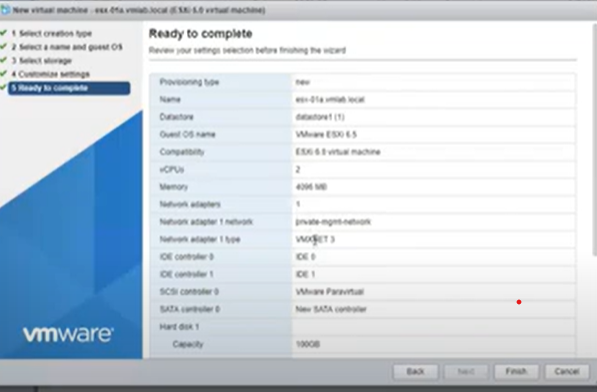 New virtual machine - esx-01a.vmlab.local (ESXi 6.0 virtual machine)
1 Select creation type
2 Select a name and guest OS
3 Select storage
4 Customize settings
5 Ready to complete
Ready to complete
Review your settings selection before finishing the wizard
Provisioning type new
Name esx-01a.vmlab.local
Datastore datastore1 (1)
Guest OS name VMware ESXi 6.5
Compatibility ESXi 6.0 virtual machine
vCPUs 2
Memory 4096 MB
Network adapters 1
Network adapter 1 network private-mgmt-network
Network adapter 1 type VMXNET 3
IDE controller 0 IDE 0
IDE controller 1 IDE 1
SCSI controller 0 VMware Paravirtual
SATA controller 0 New SATA controller
Hard disk 1
Capacity 100GB
vmware
Back Next Finish Cancel